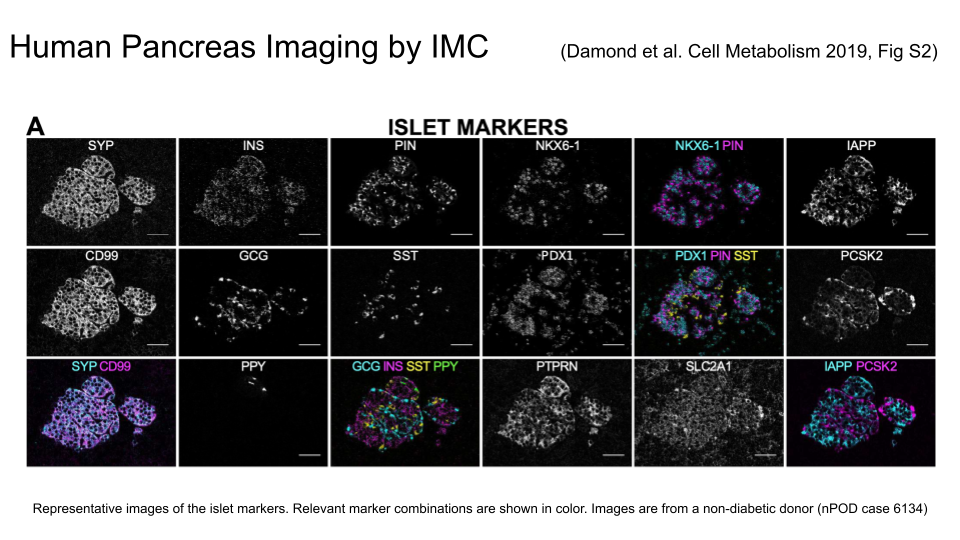 Human Pancreas Imaging by IMC
(Damond et al. Cell Metabolism 2019, Fig S2)
A
ISLET MARKERS
SYP
INS
PIN
NKX6-1
NKX6-1 PIN
IAPP
CD99
GCG
SST
PDX1
PDX1 PIN SST
PCSK2
SYP CD99
PPY
GCG INS SST PPY
PTPRN
SLC2A1
IAPP PCSK2
Representative images of the islet markers. Relevant marker combinations are shown in color. Images are from a non-diabetic donor (nPOD case 6134)